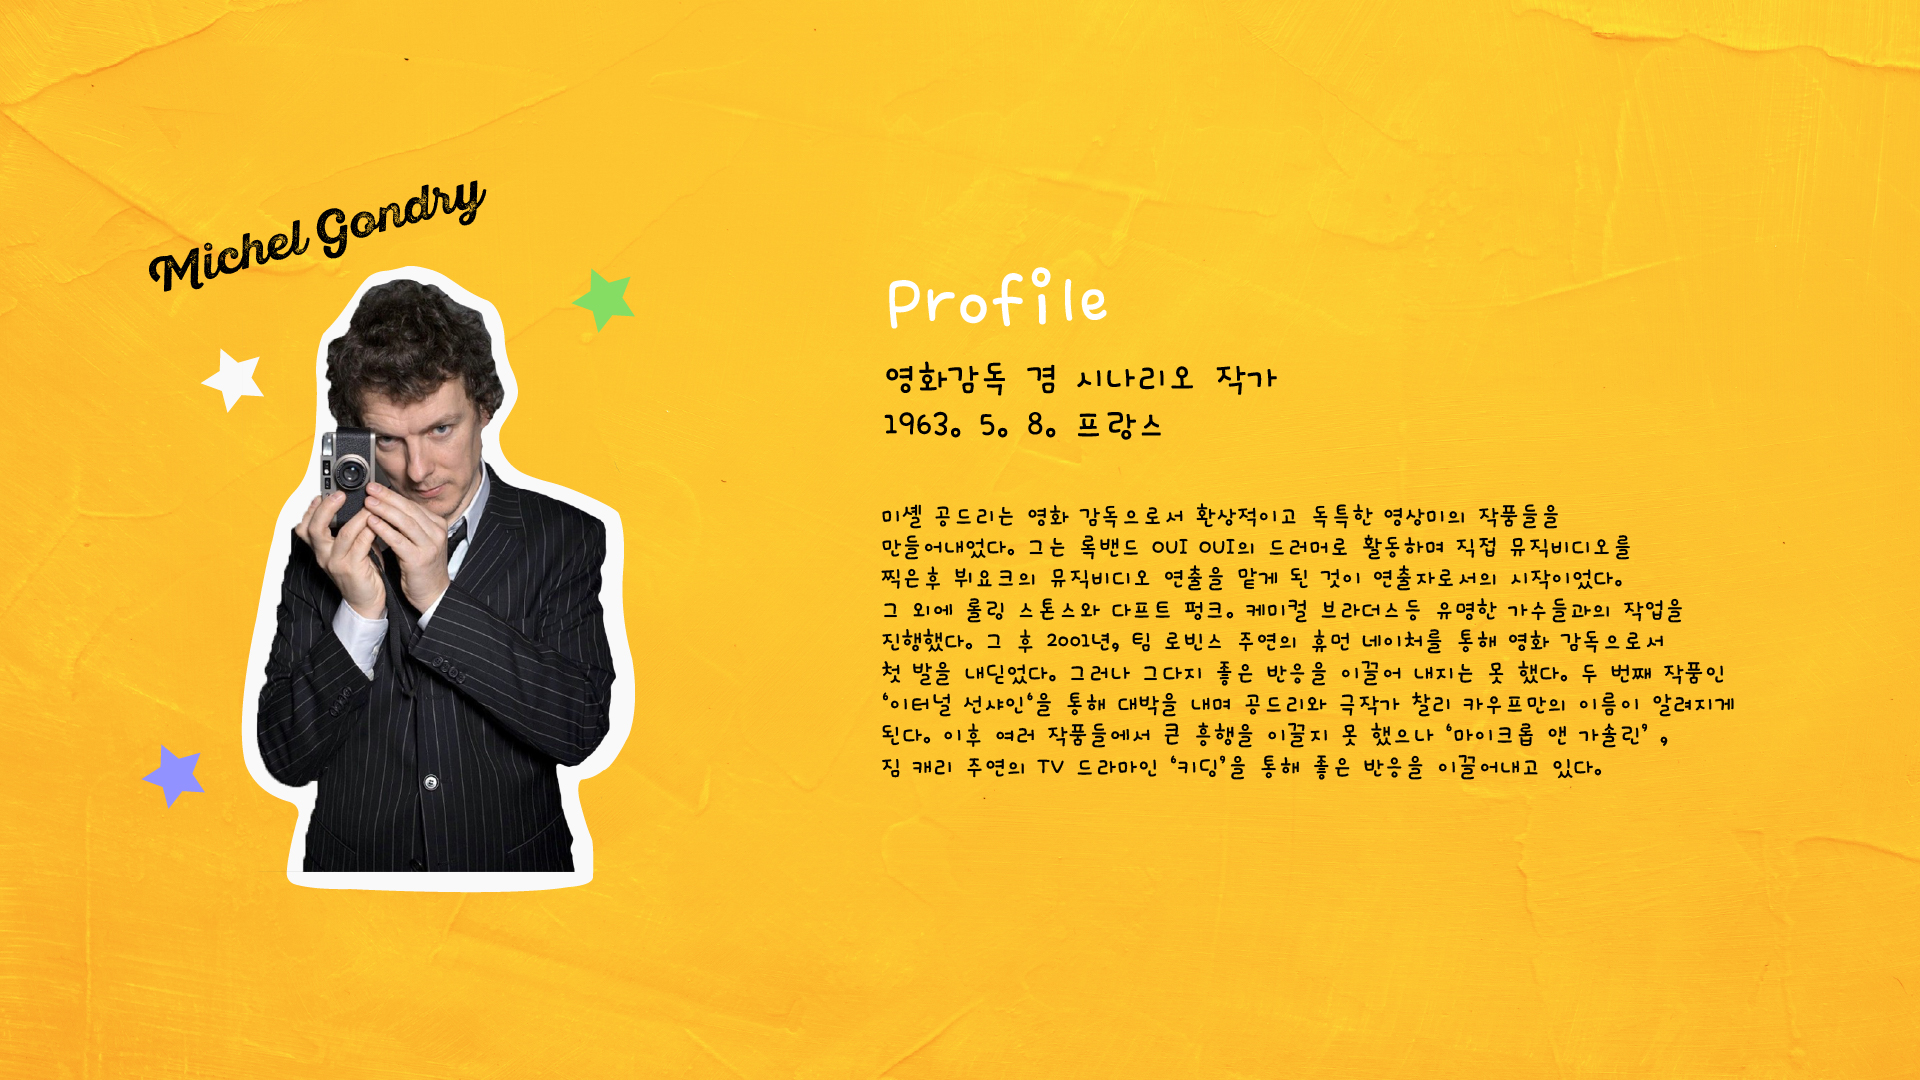 Michel Gondry
Profile
영화감독 겸 시나리오 작가
1963. 5. 8. 프랑스
미셸 공드리는 영화 감독으로서 환상적이고 독특한 영상미의 작품들을
만들어내었다. 그는 록밴드 OUI OUI의 드러머로 활동하며 직접 뮤직비디오를
찍은후 뷔요크의 뮤직비디오 연출을 맡게 된 것이 연출자로서의 시작이었다.
그 외에 롤링 스톤스와 다프트 펑크. 케미컬 브라더스등 유명한 가수들과의 작업을
진행했다. 그 후 2001년, 팀 로빈스 주연의 휴먼 네이처를 통해 영화 감독으로서
첫 발을 내딛었다. 그러나 그다지 좋은 반응을 이끌어 내지는 못 했다. 두 번째 작품인
‘이터널 선샤인‘을 통해 대박을 내며 공드리와 극작가 찰리 카우프만의 이름이 알려지게
된다. 이후 여러 작품들에서 큰 흥행을 이끌지 못 했으나 ‘마이크롭 앤 가솔린’ ,
짐 캐리 주연의 TV 드라마인 ‘키딩’을 통해 좋은 반응을 이끌어내고 있다.